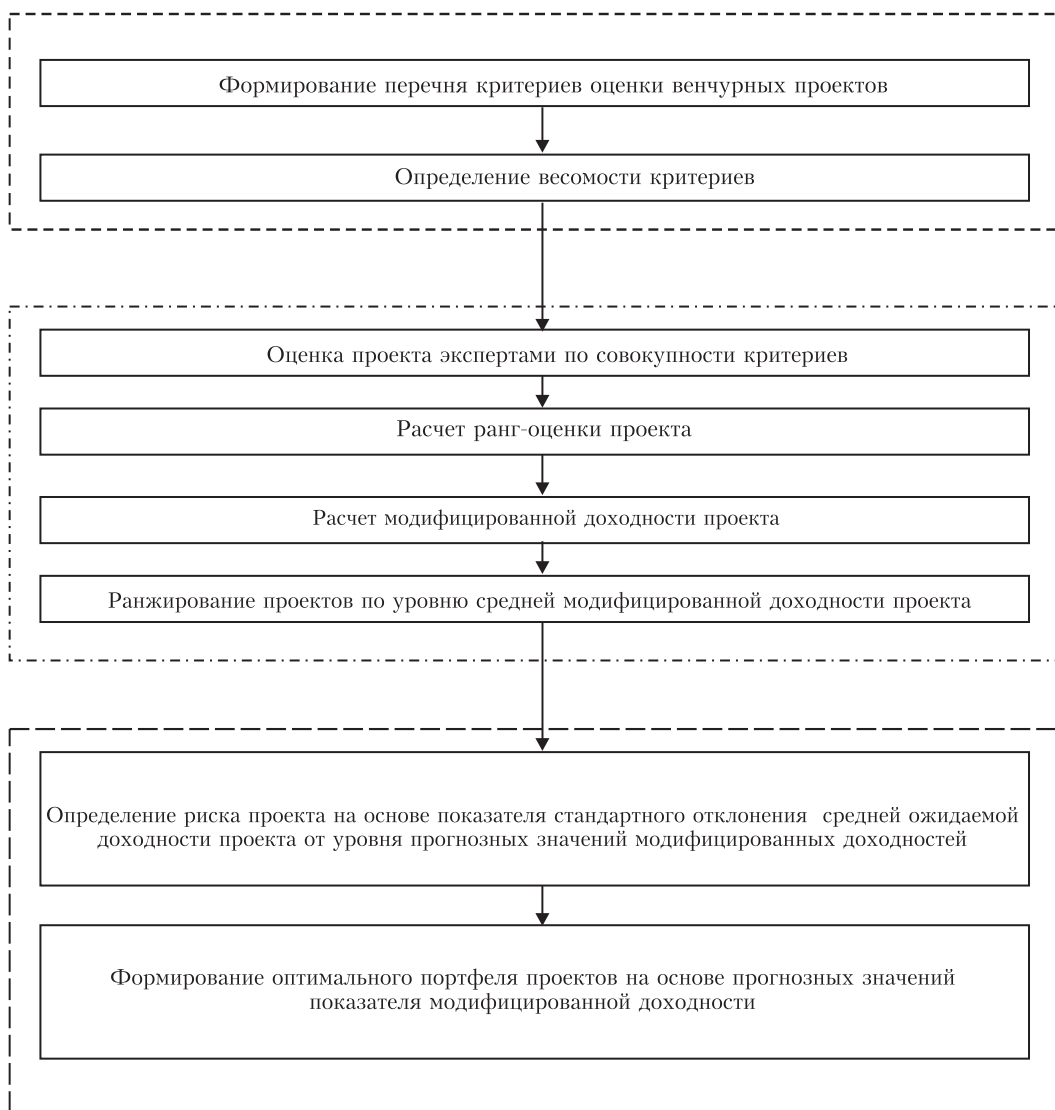 Формирование перечня критериев оценки венчурных проектов
Определение весомости критериев
Оценка проекта экспертами по совокупности критериев
Расчет ранг-оценки проекта
Расчет модифицированной доходности проекта
Ранжирование проектов по уровню средней модифицированной доходности проекта
Определение риска проекта на основе показателя стандартного отклонения средней ожидаемой
доходности проекта от уровня прогнозных значений модифицированных доходностей
Формирование оптимального портфеля проектов на основе прогнозных значений
показателя модифицированной доходности